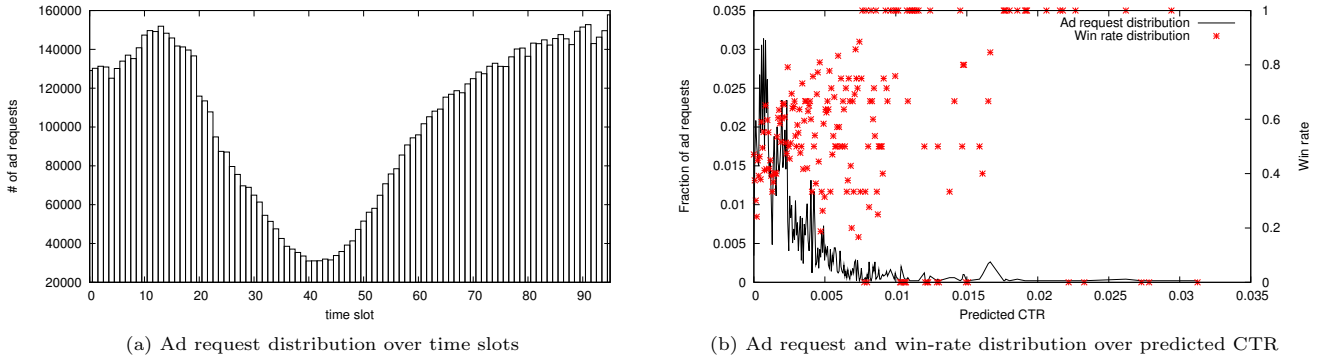 160000
140000
120000
100000
80000
60000
40000
20000
# of ad requests
0 10 20 30 40 50 60 70 80 90
time slot
(a) Ad request distribution over time slots
0.035
0.03
0.025
0.02
0.015
0.01
0.005
0
Fraction of ad requests
Ad request distribution
Win rate distribution
1
0.8
0.6
0.4
0.2
0
Win rate
0 0.005 0.01 0.015 0.02 0.025 0.03 0.035
Predicted CTR
(b) Ad request and win-rate distribution over predicted CTR